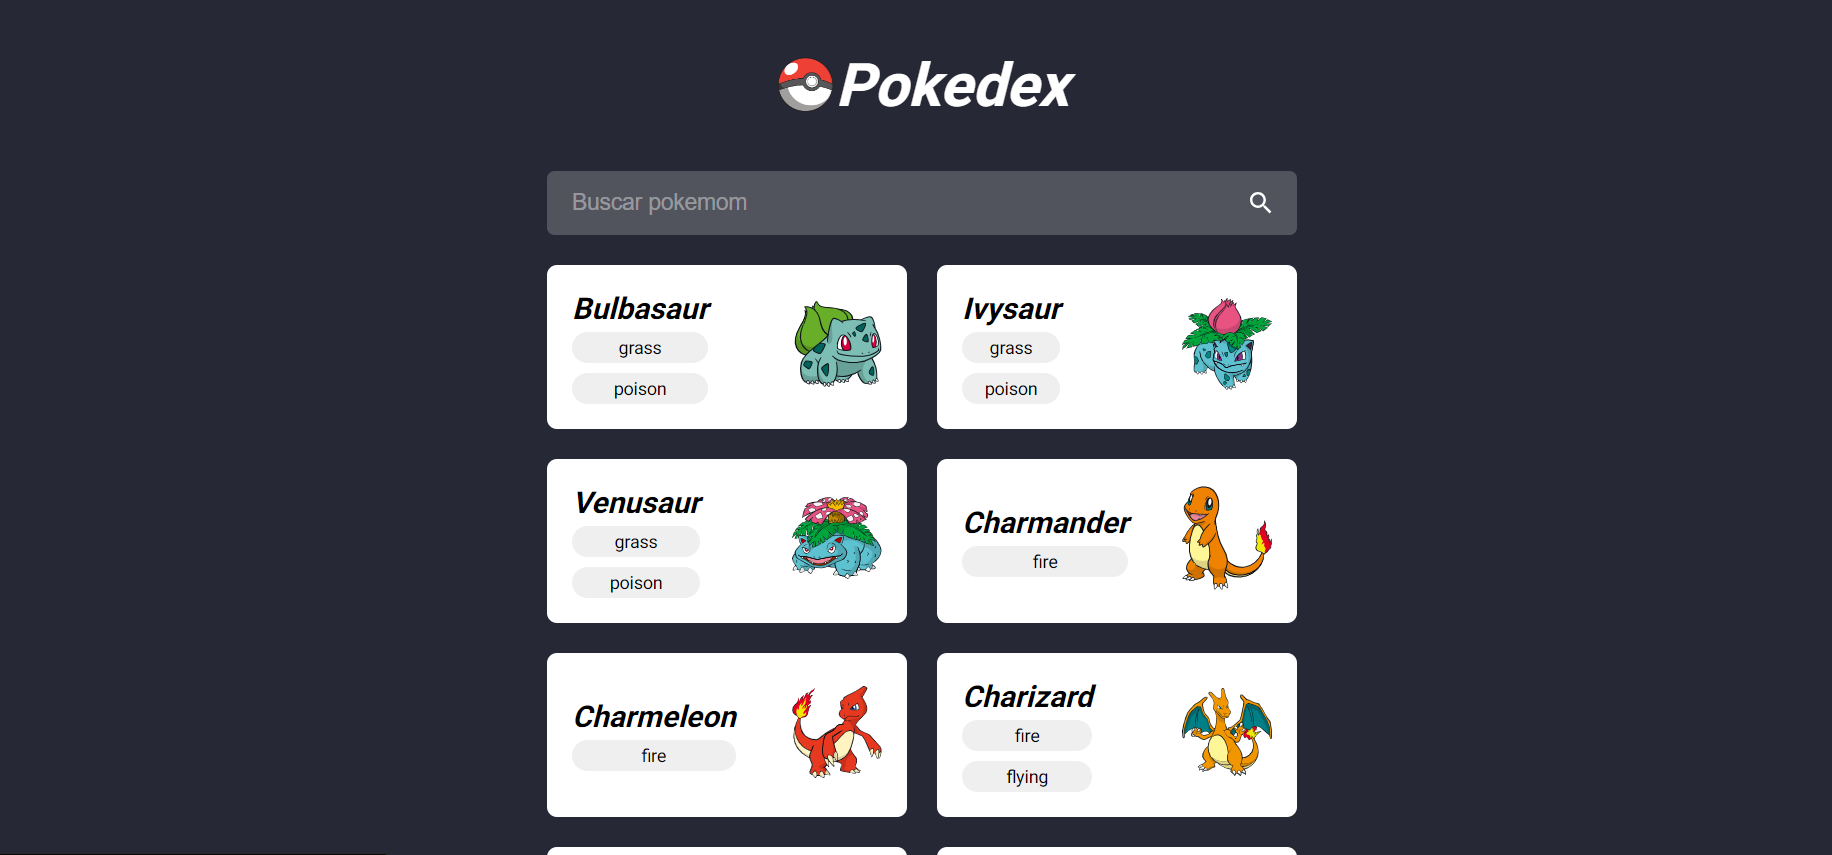 Pokedex
Buscar pokemom
Bulbasaur
grass
poison
Ivysaur
grass
poison
Venusaur
grass
poison
Charmander
fire
Charmeleon
fire
Charizard
fire
flying